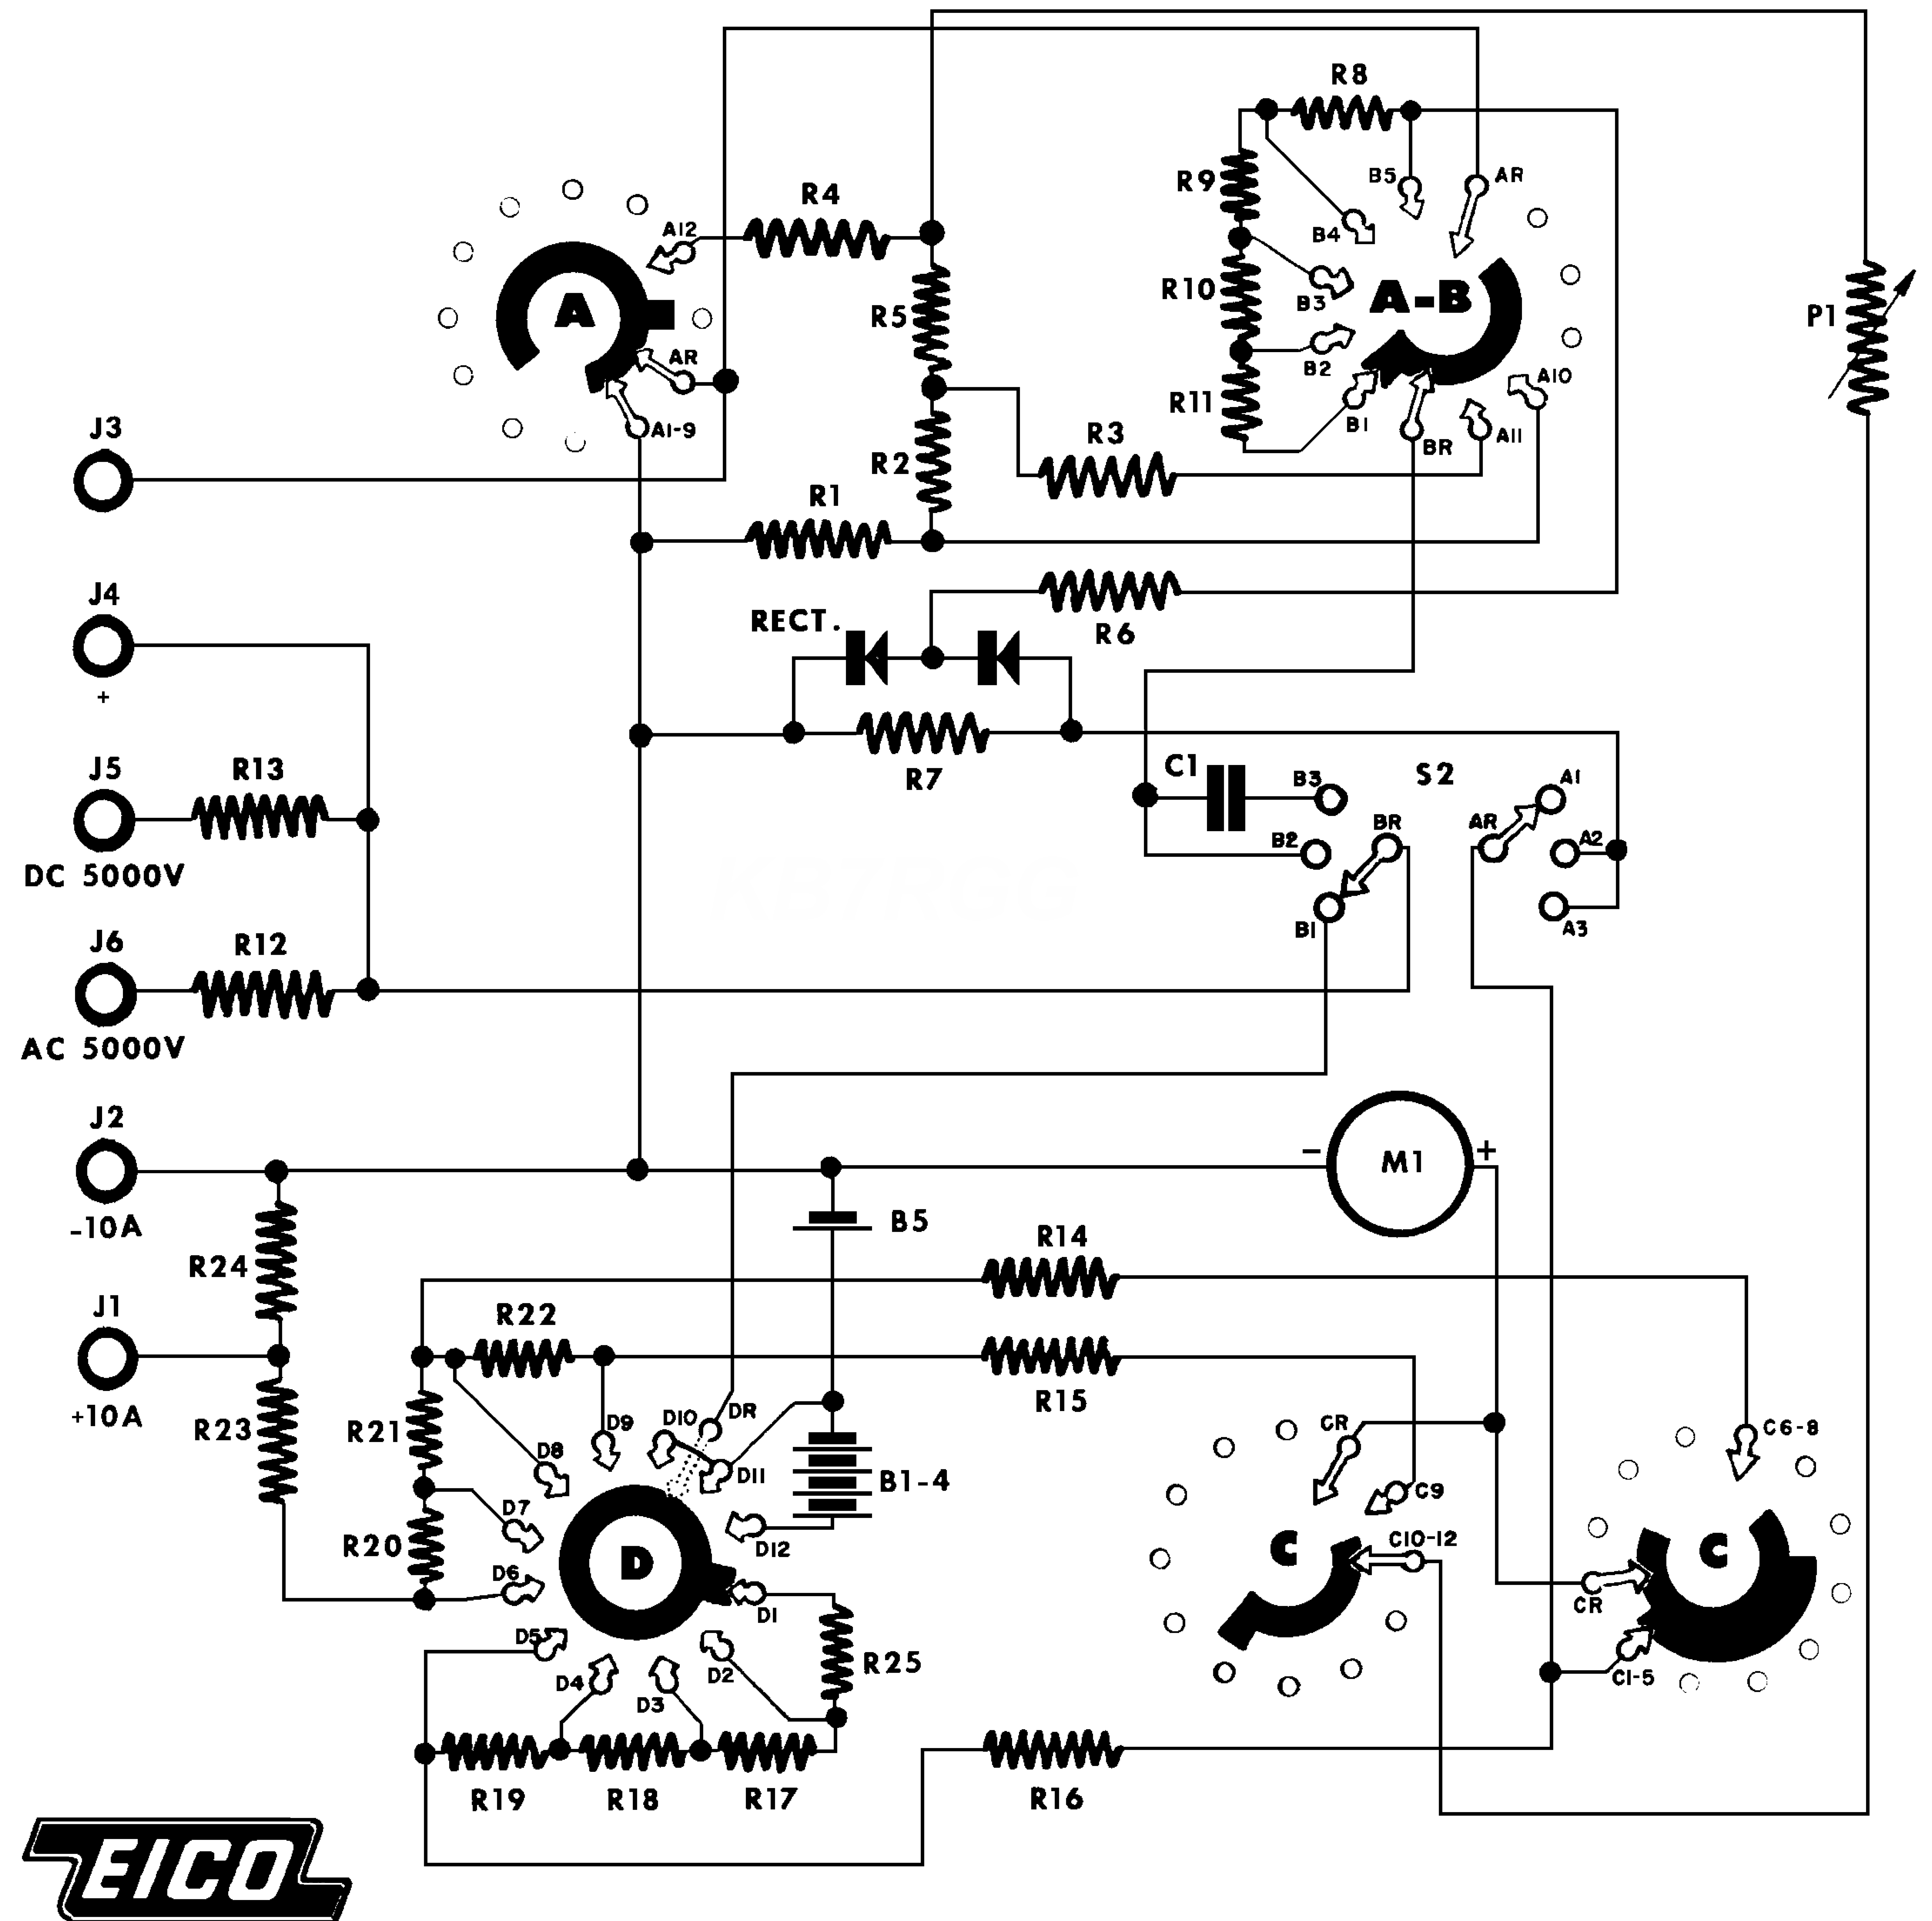 R8
R9
B5
AR
R4
A12
B4
R10
B3
A-B
R5
A
P1
B2
AR
A10
R11
J3
A1-9
B1
BR
A11
R3
R2
R1
J4
+
RECT.
R6
J5
R13
R7
C1
B3
S2
A1
B2
BR
AR
A2
DC 5000V
B1
A3
J6
R12
AC 5000V
J2
-
M1
+
-10A
B5
R24
R14
J1
R22
+10A
R23
R21
D9
D10
DR
R15
CR
C6-8
D8
D11
B1-4
C9
D7
R20
D12
C
C10-12
C
D
D6
D1
CR
D5
R25
D4
D3
D2
C1-5
R19
R18
R17
R16
EICO